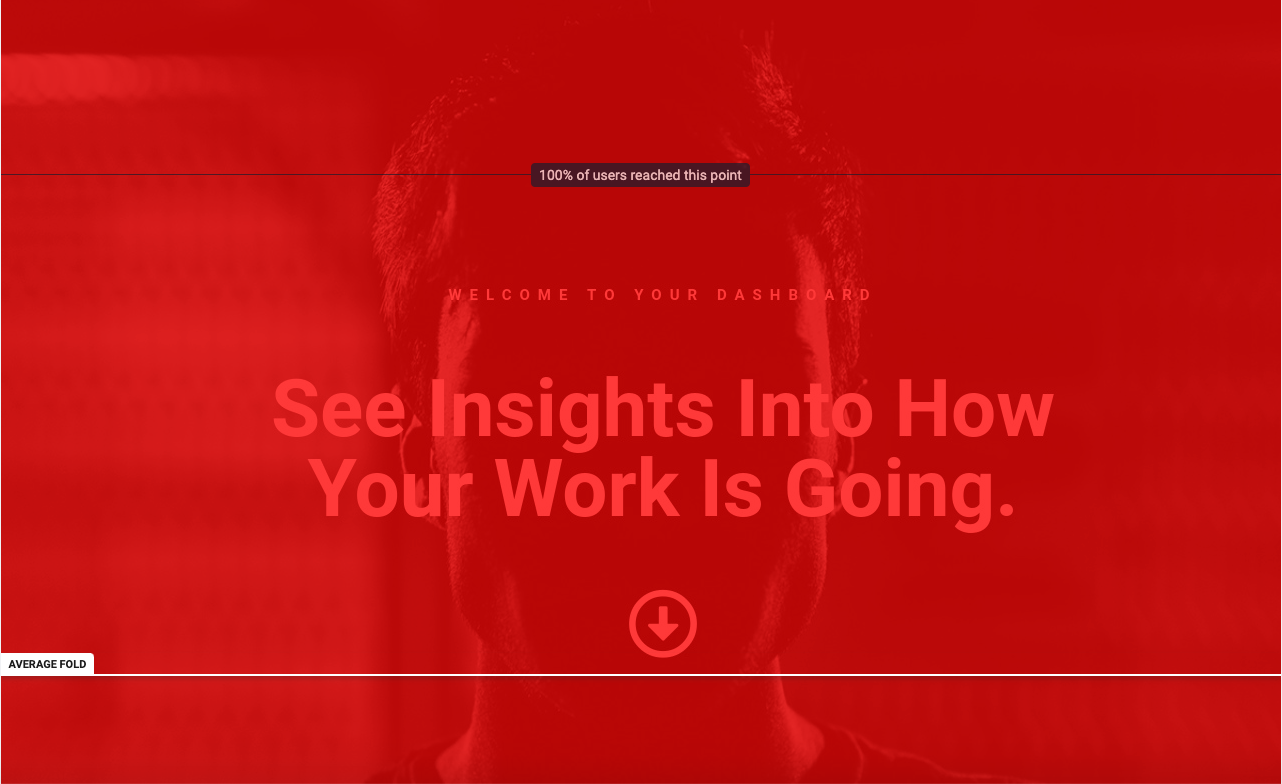 100% of users reached this point
WELCOME TO YOUR DASHBOARD
See Insights Into How
Your Work Is Going.
AVERAGE FOLD